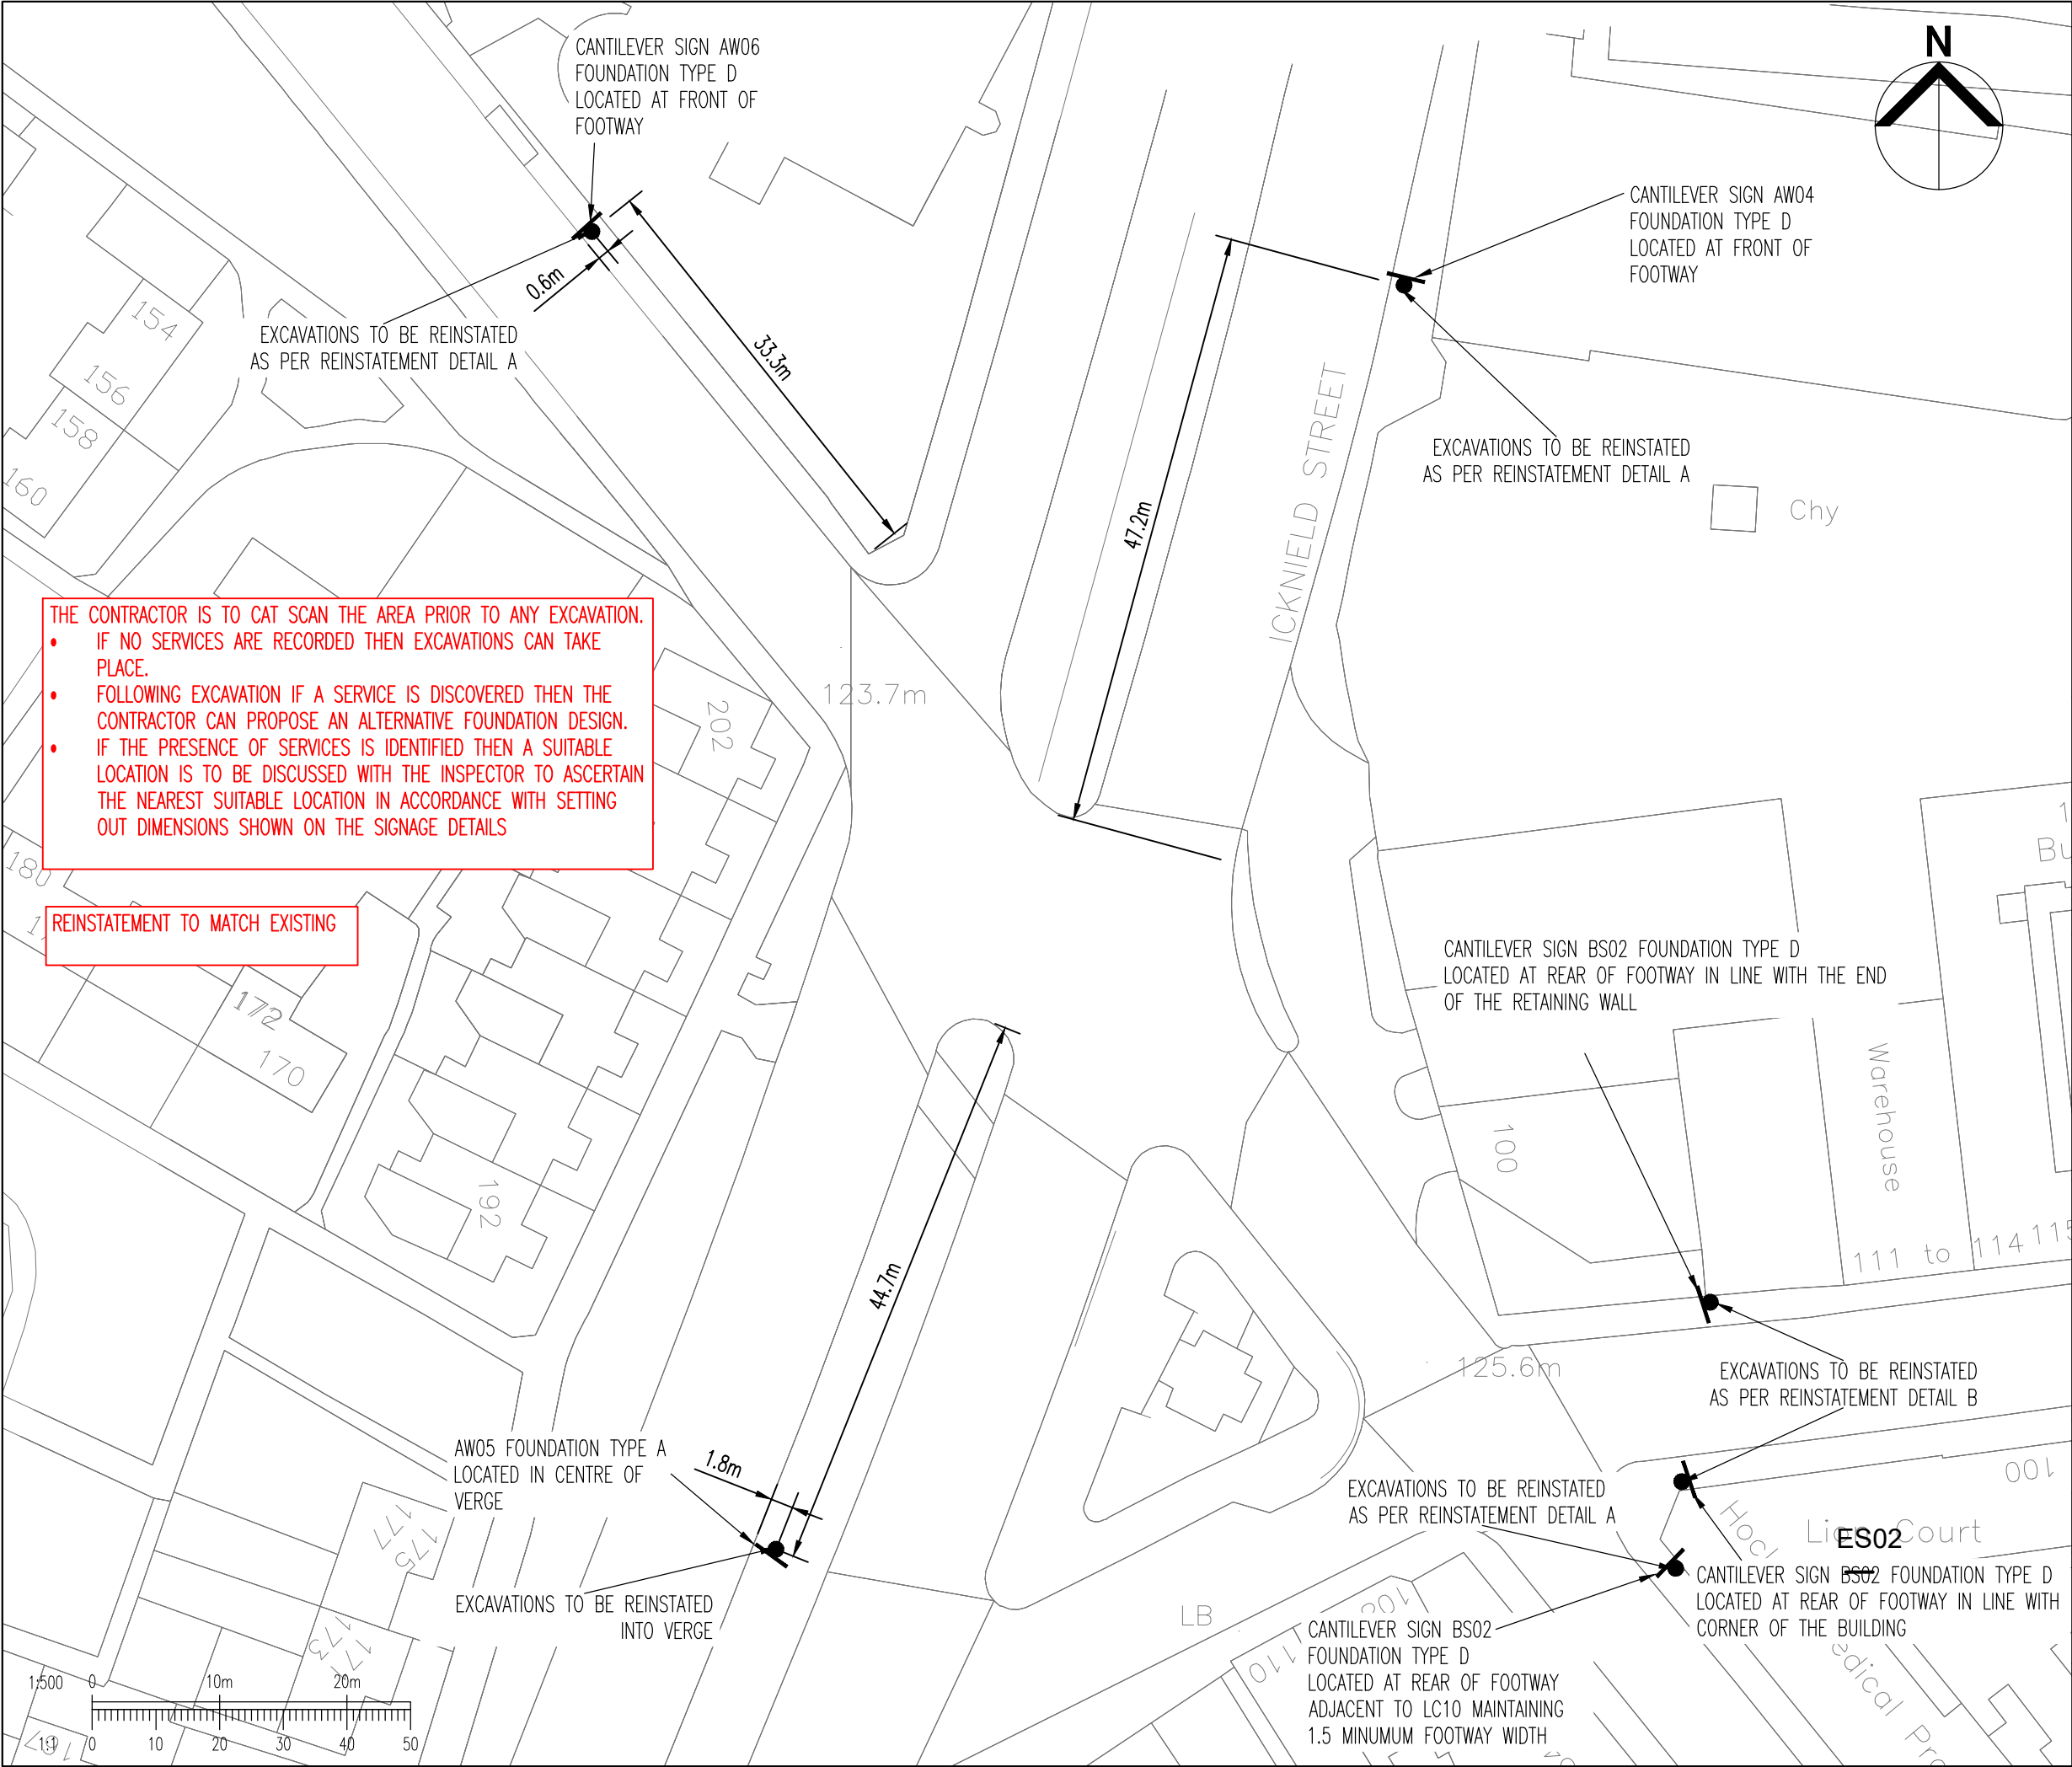 CANTILEVER SIGN AW06
FOUNDATION TYPE D
LOCATED AT FRONT OF
FOOTWAY
N
CANTILEVER SIGN AW04
FOUNDATION TYPE D
LOCATED AT FRONT OF
FOOTWAY
0.6m
154
EXCAVATIONS TO BE REINSTATED
AS PER REINSTATEMENT DETAIL A
33.3m
156
158
160
ICKNIELD STREET
EXCAVATIONS TO BE REINSTATED
AS PER REINSTATEMENT DETAIL A
47.2m
Chy
THE CONTRACTOR IS TO CAT SCAN THE AREA PRIOR TO ANY EXCAVATION.
• IF NO SERVICES ARE RECORDED THEN EXCAVATIONS CAN TAKE
PLACE.
• FOLLOWING EXCAVATION IF A SERVICE IS DISCOVERED THEN THE
CONTRACTOR CAN PROPOSE AN ALTERNATIVE FOUNDATION DESIGN.
• IF THE PRESENCE OF SERVICES IS IDENTIFIED THEN A SUITABLE
LOCATION IS TO BE DISCUSSED WITH THE INSPECTOR TO ASCERTAIN
THE NEAREST SUITABLE LOCATION IN ACCORDANCE WITH SETTING
OUT DIMENSIONS SHOWN ON THE SIGNAGE DETAILS
123.7m
202
180
REINSTATEMENT TO MATCH EXISTING
172
170
CANTILEVER SIGN BS02 FOUNDATION TYPE D
LOCATED AT REAR OF FOOTWAY IN LINE WITH THE END
OF THE RETAINING WALL
Warehouse
100
192
111 to 114
115
44.7m
125.6m
EXCAVATIONS TO BE REINSTATED
AS PER REINSTATEMENT DETAIL B
AW05 FOUNDATION TYPE A
LOCATED IN CENTRE OF
VERGE
1.8m
EXCAVATIONS TO BE REINSTATED
AS PER REINSTATEMENT DETAIL A
100
177
175
Lion Court
ES02
CANTILEVER SIGN BS02 FOUNDATION TYPE D
LOCATED AT REAR OF FOOTWAY IN LINE WITH
CORNER OF THE BUILDING
EXCAVATIONS TO BE REINSTATED
INTO VERGE
LB
110
173
171
CANTILEVER SIGN BS02
FOUNDATION TYPE D
LOCATED AT REAR OF FOOTWAY
ADJACENT TO LC10 MAINTAINING
1.5 MINUMUM FOOTWAY WIDTH
1:500 0 10m 20m
1:1 0 10 20 30 40 50
167